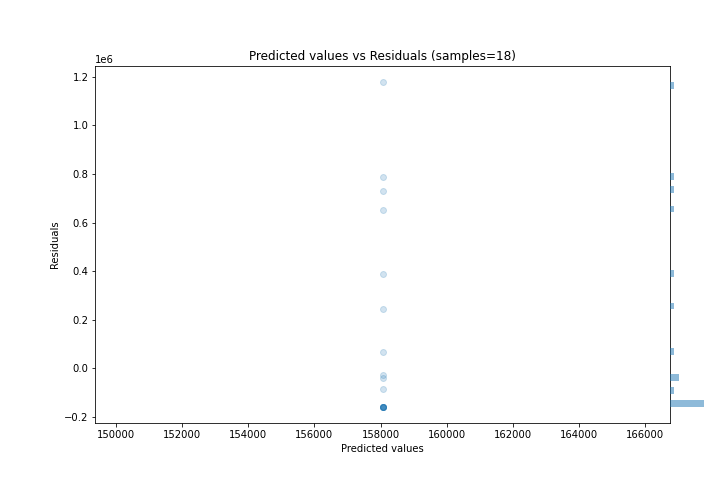 Predicted values vs Residuals (samples=18)
1e6
1.2
1.0
0.8
0.6
0.4
0.2
0.0
−0.2
Residuals
150000 152000 154000 156000 158000 160000 162000 164000 166000
Predicted values